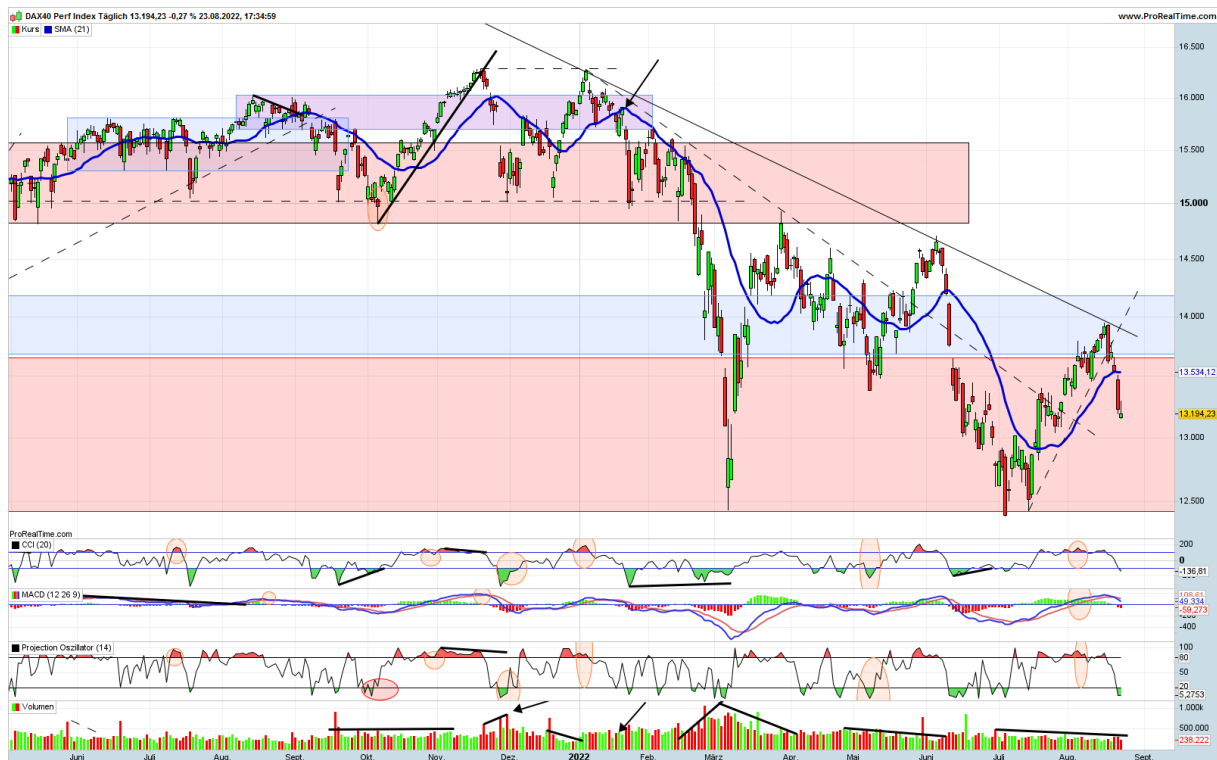 DAX40 Perf Index Täglich 13.194,23 -0,27 % 23.08.2022, 17:34:59
www.ProRealTime.com
Kurs SMA (21)
16.500
16.000
15.500
15.000
14.500
14.000
13.534,12
13.194,23
13.000
12.500
ProRealTime.com
CCI (20)
200
0
-136,81
MACD (12 26 9)
108,61
49,334
-59,273
-400
Projection Oszillator (14)
100
80
50
20
5,2753
Volumen
1.000k
500.000
238.222
Juni Juli Aug. Sept. Okt. Nov. Dez. 2022 Feb. März Apr. Mai Juni Juli Aug. Sept.